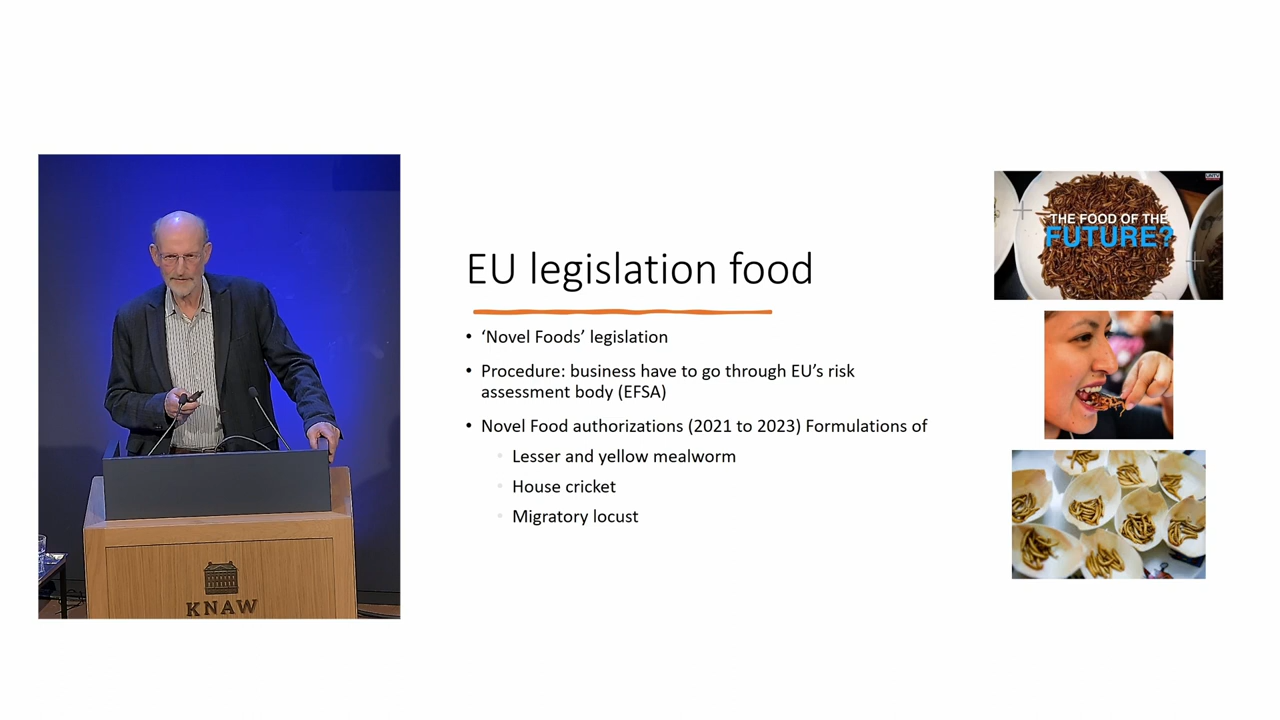 EU legislation food
• ‘Novel Foods’ legislation
• Procedure: business have to go through EU’s risk
assessment body (EFSA)
• Novel Food authorizations (2021 to 2023) Formulations of
Lesser and yellow mealworm
House cricket
Migratory locust
THE FOOD OF THE
FUTURE?
KNAW